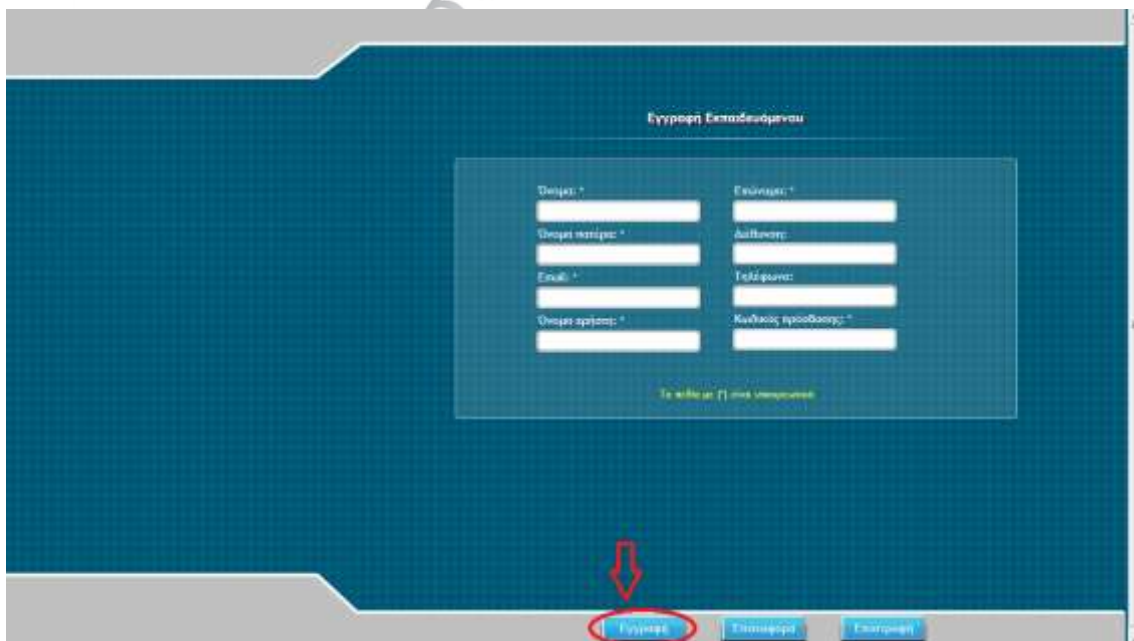 Εγγραφή Εκπαιδευόμενου
Όνομα: * Επώνυμο: *
Όνομα πατέρα: * Διεύθυνση:
Email: * Τηλέφωνο:
Όνομα χρήστη: * Κωδικός πρόσβασης: *
Τα πεδία με (*) είναι υποχρεωτικά
Εγγραφή Επαναφορά Επιστροφή